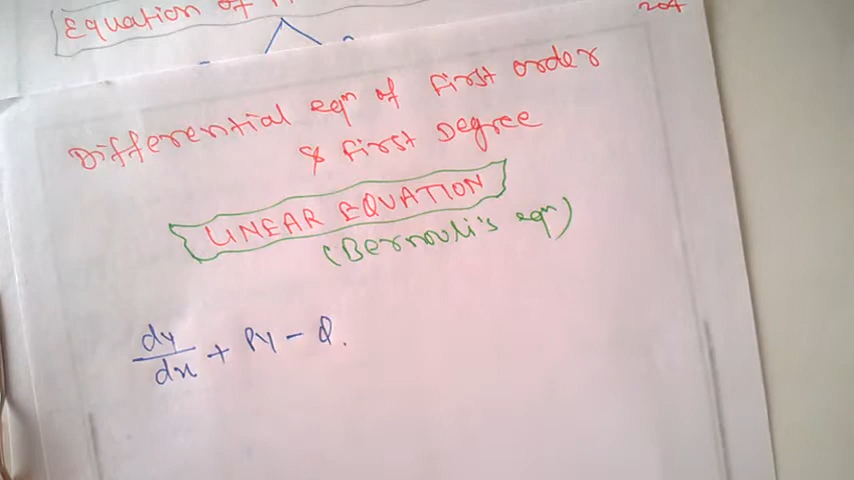 Equation of
204
Differential eqn of first order
& first Degree
LINEAR EQUATION
(Bernouli's eqn)
dy/dx + Py - Q.